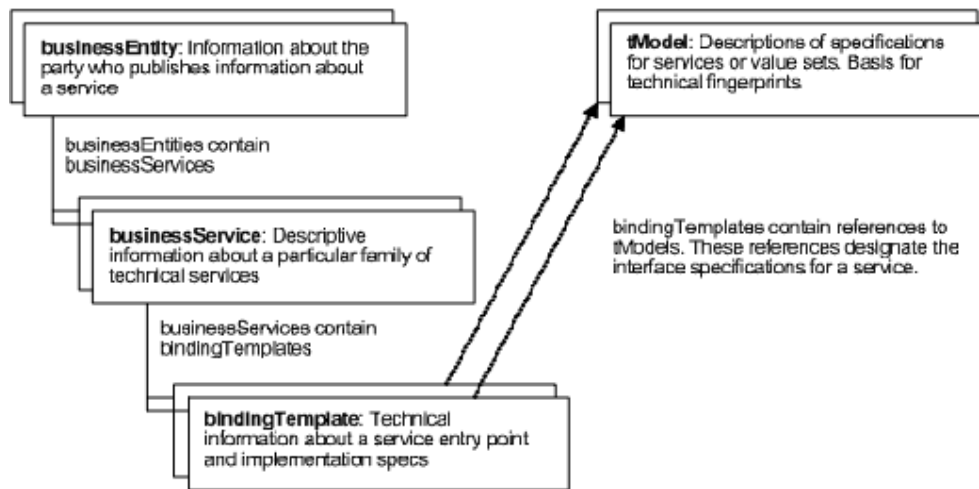 businessEntity: Information about the
party who publishes information about
a service
tModel: Descriptions of specifications
for services or value sets. Basis for
technical fingerprints
businessEntities contain
businessServices
businessService: Descriptive
information about a particular family of
technical services
bindingTemplates contain references to
tModels. These references designate the
interface specifications for a service.
businessServices contain
bindingTemplates
bindingTemplate: Technical
information about a service entry point
and implementation specs